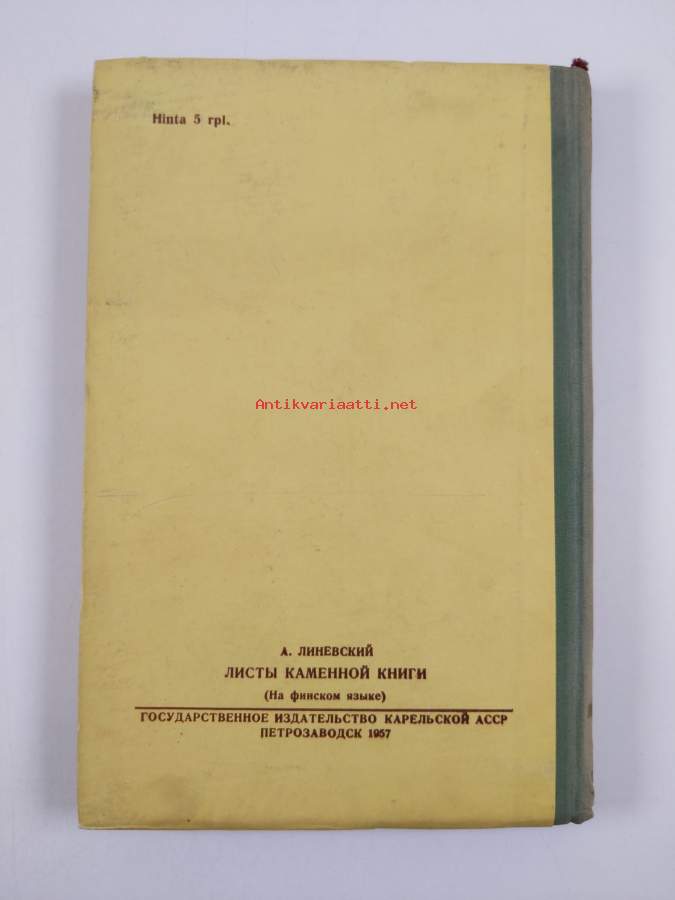 Hinta 5 rpl.
Antikvariaatti.net
А. ЛИНЕВСКИЙ
ЛИСТЫ КАМЕННОЙ КНИГИ
(На финском языке)
ГОСУДАРСТВЕННОЕ ИЗДАТЕЛЬСТВО КАРЕЛЬСКОЙ АССР
ПЕТРОЗАВОДСК 1957